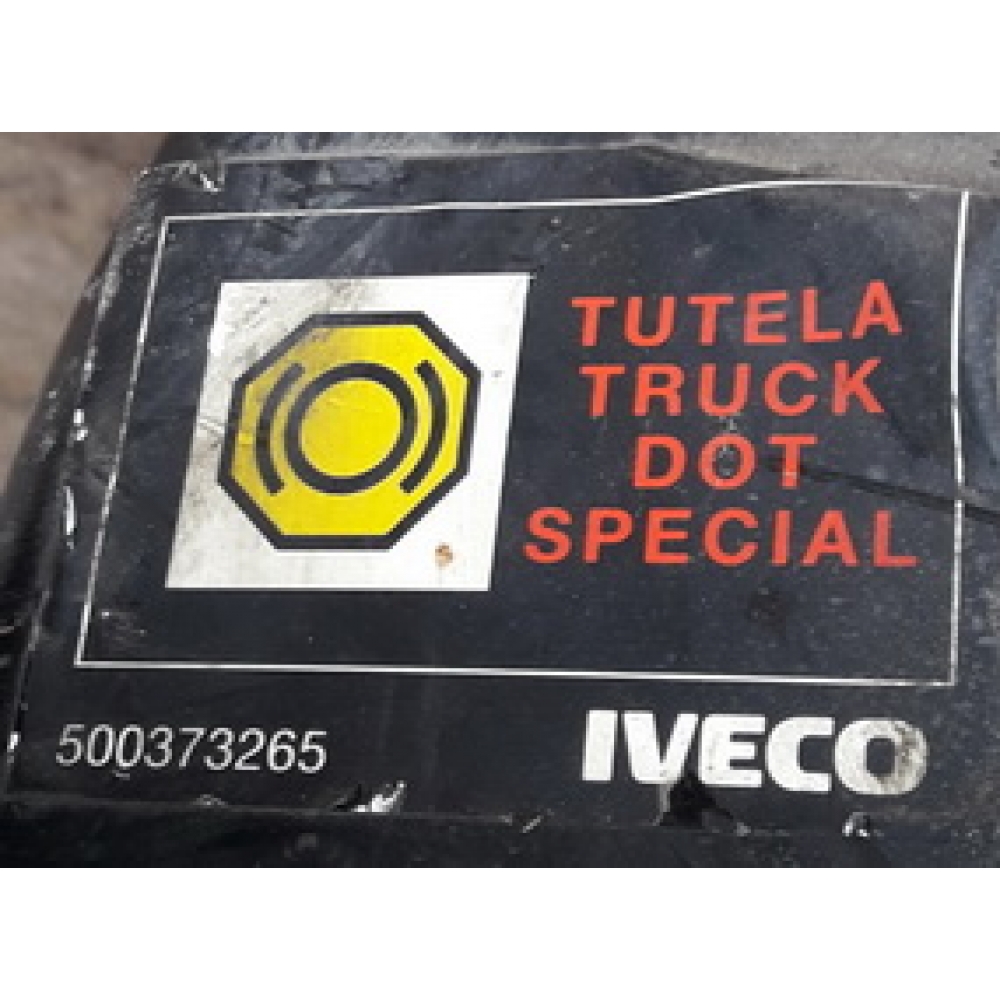 TUTELA
TRUCK
DOT
SPECIAL
500373265
IVECO